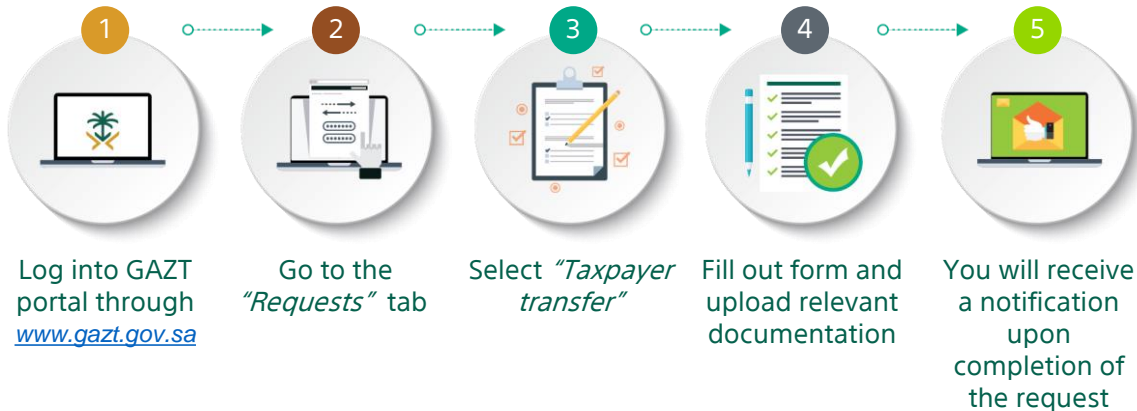 1
2
3
4
5
Log into GAZT
portal through
www.gazt.gov.sa
Go to the
“Requests” tab
Select “Taxpayer
transfer”
Fill out form and
upload relevant
documentation
You will receive
a notification
upon
completion of
the request